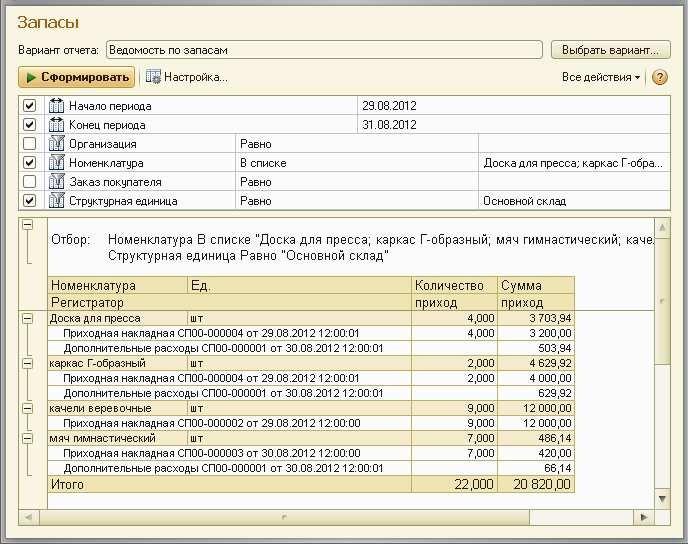 Запасы
Вариант отчета: Ведомость по запасам Выбрать вариант...
Сформировать Настройка... Все действия ?
Начало периода 29.08.2012
Конец периода 31.08.2012
Организация Равно
Номенклатура В списке Доска для пресса; каркас Г-обра...
Заказ покупателя Равно
Структурная единица Равно Основной склад
Отбор: Номенклатура В списке "Доска для пресса; каркас Г-образный; мяч гимнастический; каче
Структурная единица Равно "Основной склад"
Номенклатура Ед. Количество Сумма
Регистратор приход приход
Доска для пресса шт 4,000 3 703,94
Приходная накладная СП00-000004 от 29.08.2012 12:00:01 4,000 3 200,00
Дополнительные расходы СП00-000001 от 30.08.2012 12:00:01 503,94
каркас Г-образный шт 2,000 4 629,92
Приходная накладная СП00-000004 от 29.08.2012 12:00:01 2,000 4 000,00
Дополнительные расходы СП00-000001 от 30.08.2012 12:00:01 629,92
качели веревочные шт 9,000 12 000,00
Приходная накладная СП00-000002 от 29.08.2012 12:00:00 9,000 12 000,00
мяч гимнастический шт 7,000 486,14
Приходная накладная СП00-000003 от 30.08.2012 12:00:00 7,000 420,00
Дополнительные расходы СП00-000001 от 30.08.2012 12:00:01 66,14
Итого 22,000 20 820,00